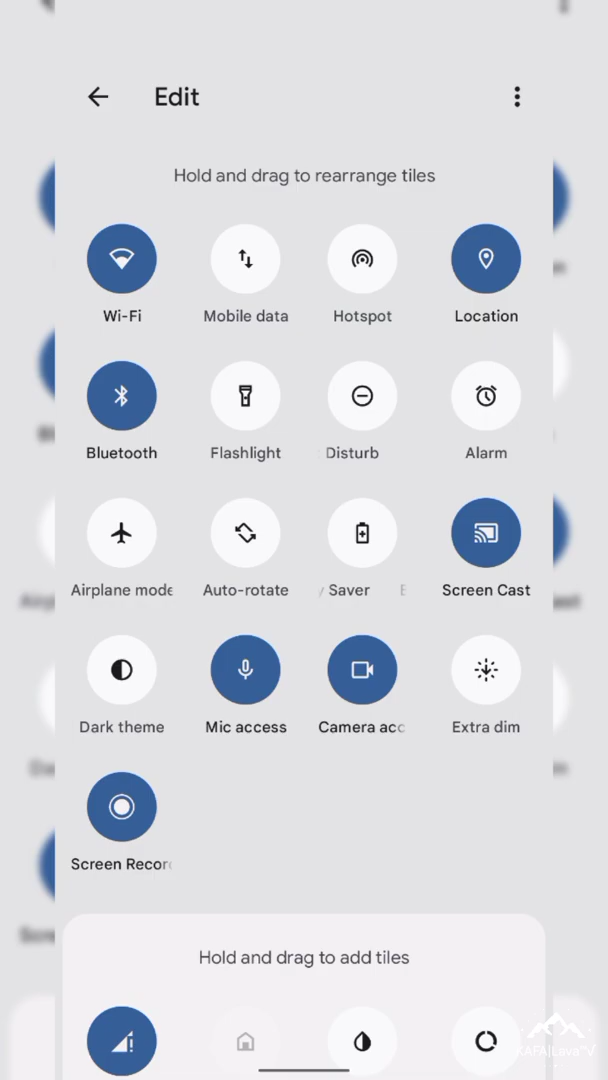 Edit
Hold and drag to rearrange tiles
Wi-Fi Mobile data Hotspot Location
Bluetooth Flashlight Disturb Alarm
Airplane mode Auto-rotate y Saver Screen Cast
Dark theme Mic access Camera acc Extra dim
Screen Recor
Hold and drag to add tiles